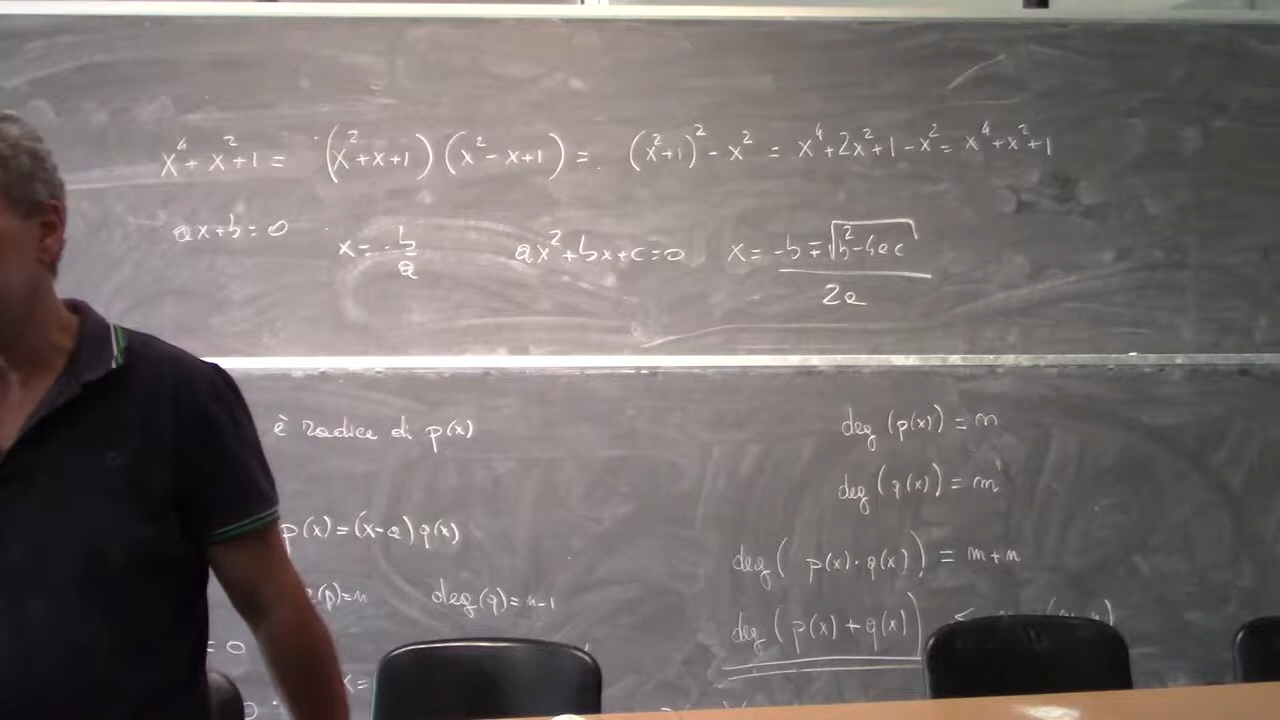 x⁴+x²+1 = (x²+x+1)(x²-x+1) = (x²+1)²-x² = x⁴+2x²+1-x² = x⁴+x²+1
ax+b=0 x=-b/a ax²+bx+c=0 x=(-b∓√(b²-4ac))/2a
è radice di p(x)
p(x)=(x-a)q(x)
(p)=n deg(q)=n-1
=0
x=
deg(p(x))=n
deg(q(x))=m
deg(p(x)·q(x))=m+n
deg(p(x)+q(x)) ≤